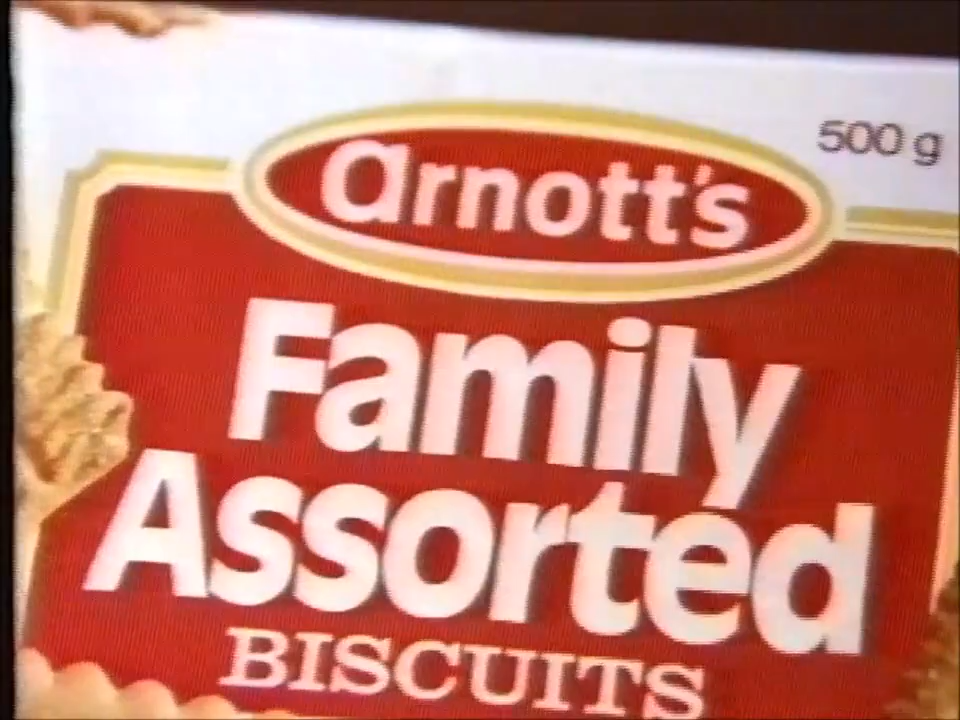 arnott's
500 g
Family
Assorted
BISCUITS